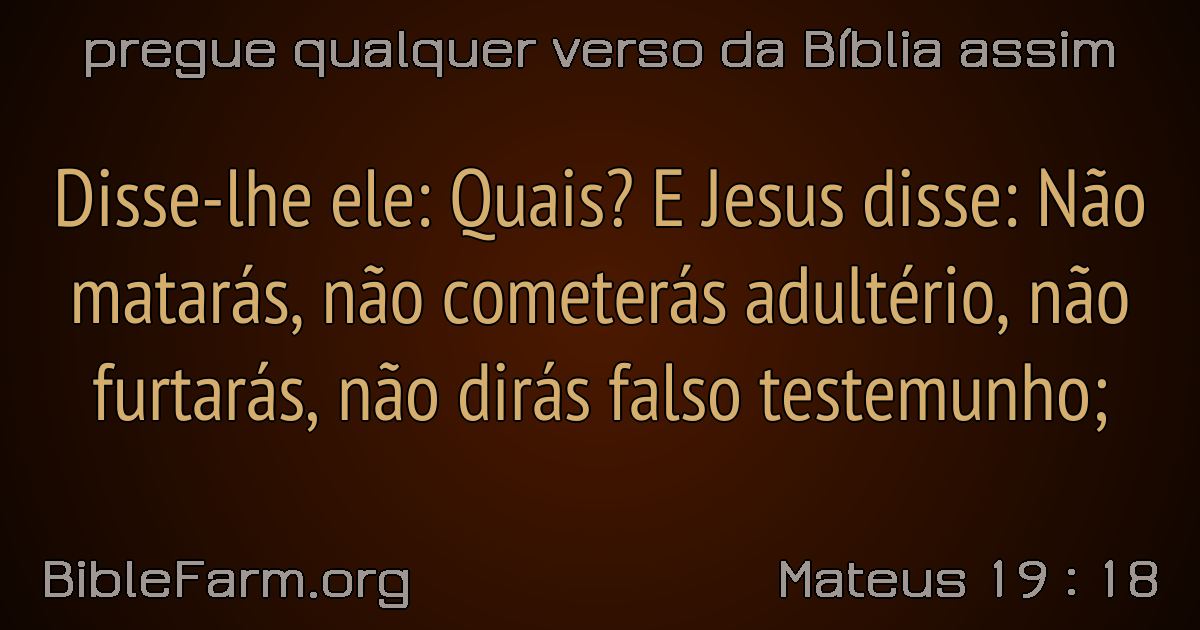 pregue qualquer verso da Bíblia assim
Disse-lhe ele: Quais? E Jesus disse: Não
matarás, não cometerás adultério, não
furtarás, não dirás falso testemunho;
BibleFarm.org
Mateus 19 : 18